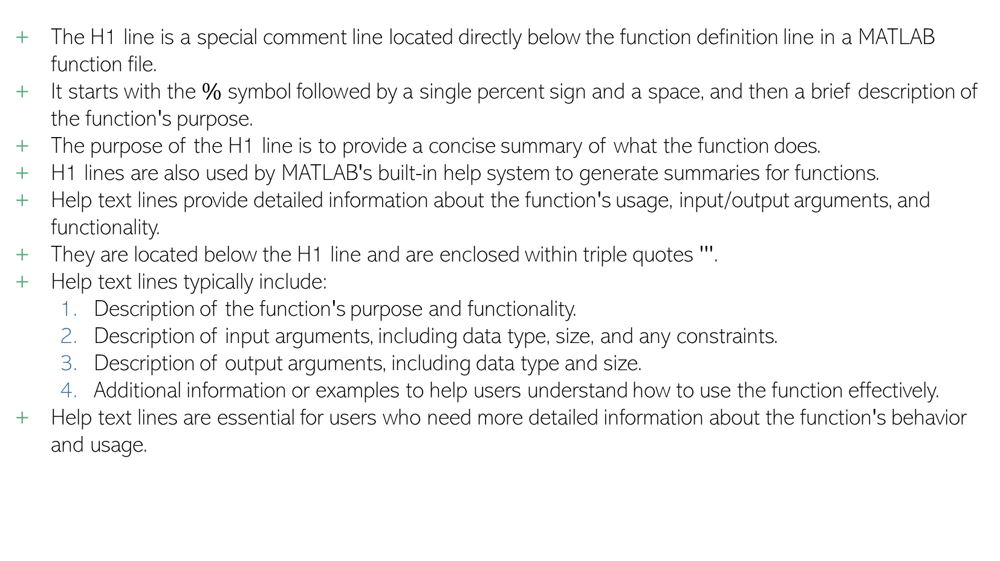 + The H1 line is a special comment line located directly below the function definition line in a MATLAB
function file.
+ It starts with the % symbol followed by a single percent sign and a space, and then a brief description of
the function's purpose.
+ The purpose of the H1 line is to provide a concise summary of what the function does.
+ H1 lines are also used by MATLAB's built-in help system to generate summaries for functions.
+ Help text lines provide detailed information about the function's usage, input/output arguments, and
functionality.
+ They are located below the H1 line and are enclosed within triple quotes '''.
+ Help text lines typically include:
1. Description of the function's purpose and functionality.
2. Description of input arguments, including data type, size, and any constraints.
3. Description of output arguments, including data type and size.
4. Additional information or examples to help users understand how to use the function effectively.
+ Help text lines are essential for users who need more detailed information about the function's behavior
and usage.